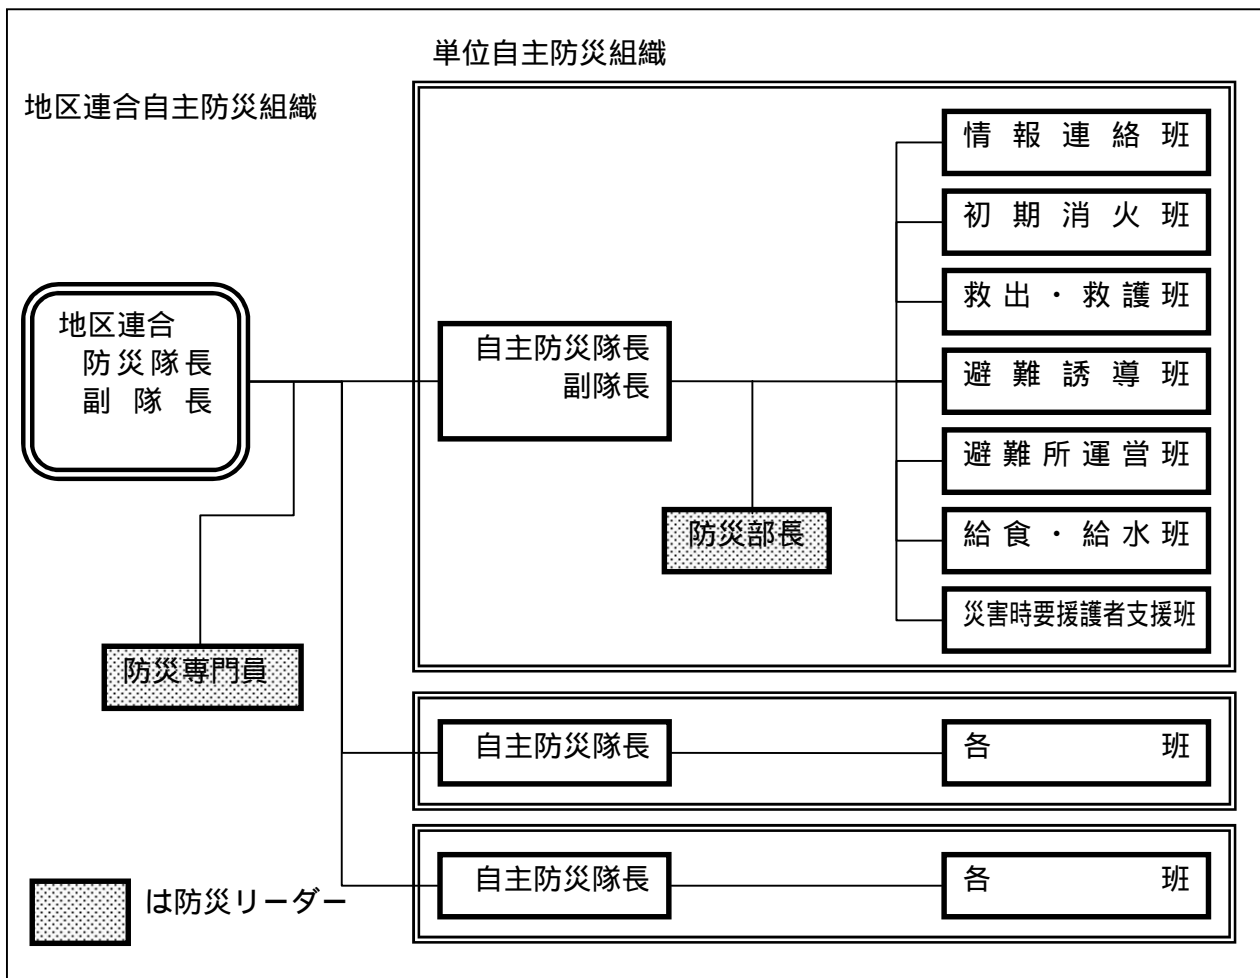 単位自主防災組織
地区連合自主防災組織
地区連合
防災隊長
副隊長
防災専門員
自主防災隊長
副隊長
防災部長
情報連絡班
初期消火班
救出・救護班
避難誘導班
避難所運営班
給食・給水班
災害時要援護者支援班
自主防災隊長
各班
自主防災隊長
各班
は防災リーダー